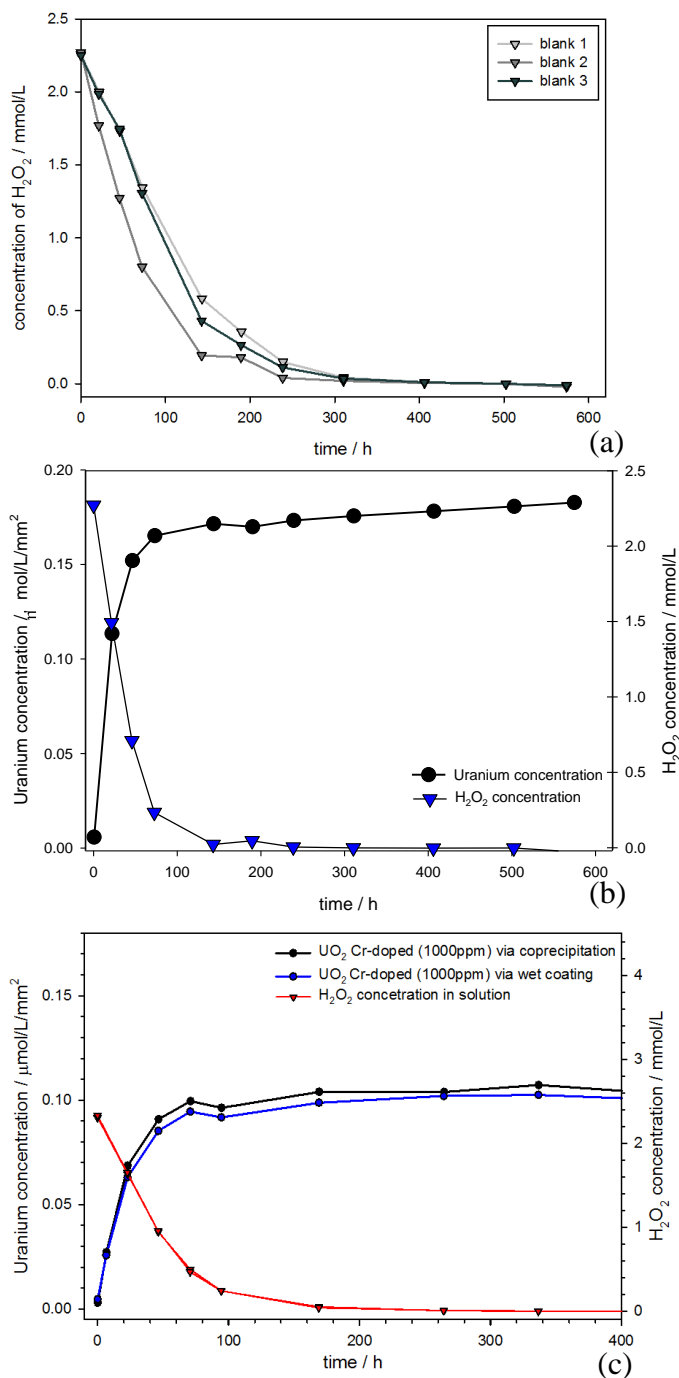 blank 1
blank 2
blank 3
concentration of H₂O₂ / mmol/L
2.5
2.0
1.5
1.0
0.5
0.0
0 100 200 300 400 500 600
time / h
(a)
Uranium concentration / μ mol/L/mm²
0.20
0.15
0.10
0.05
0.00
2.5
2.0
1.5
1.0
0.5
0.0
H₂O₂ concentration / mmol/L
Uranium concentration
H₂O₂ concentration
0 100 200 300 400 500 600
time / h
(b)
UO₂ Cr-doped (1000ppm) via coprecipitation
UO₂ Cr-doped (1000ppm) via wet coating
H₂O₂ concetration in solution
Uranium concentration / μmol/L/mm²
0.15
0.10
0.05
0.00
4
3
2
1
0
H₂O₂ concentration / mmol/L
0 100 200 300 400
time / h
(c)